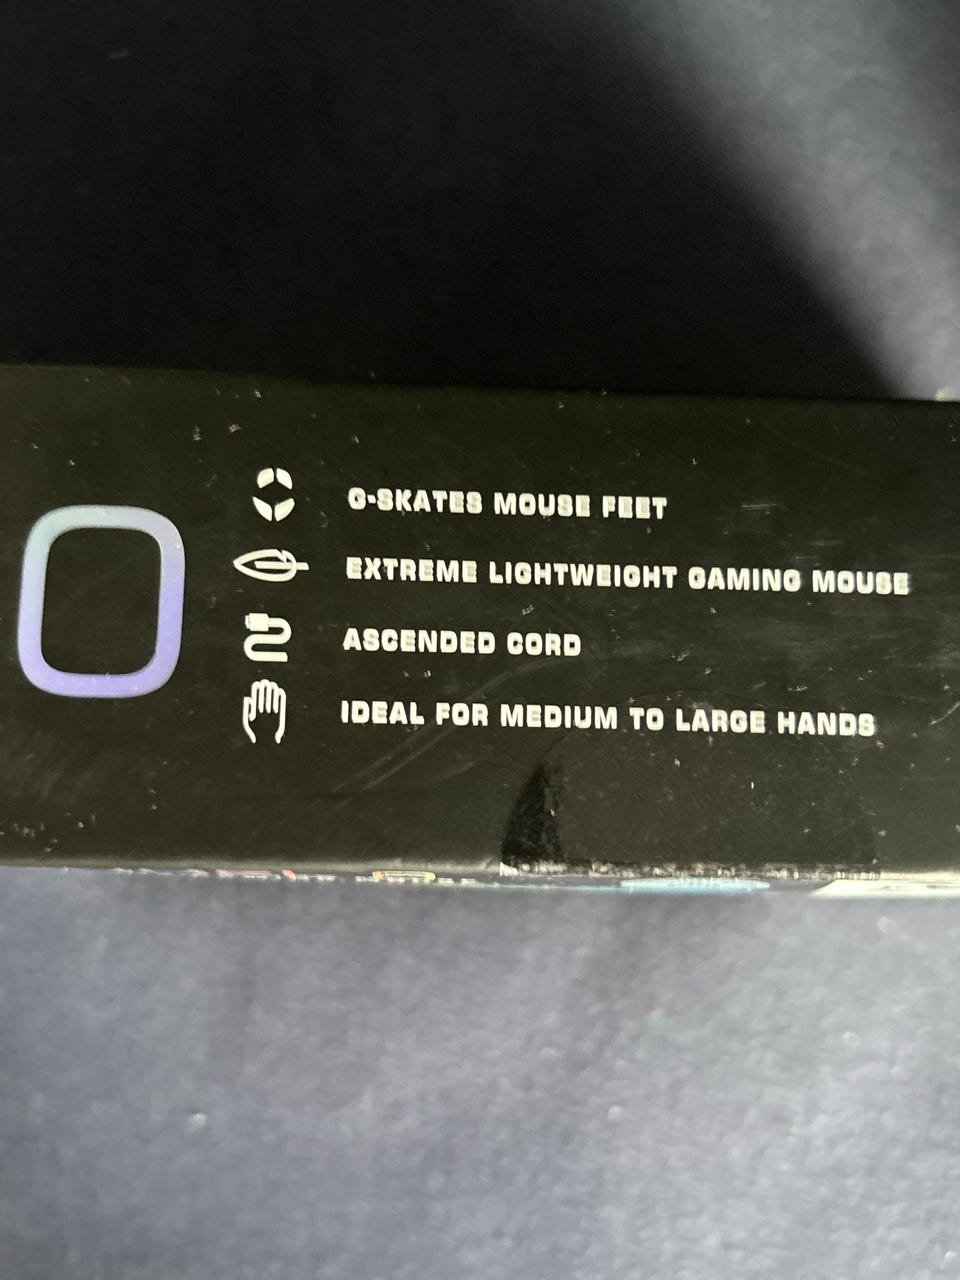 O
G-SKATES MOUSE FEET
EXTREME LIGHTWEIGHT GAMING MOUSE
ASCENDED CORD
IDEAL FOR MEDIUM TO LARGE HANDS